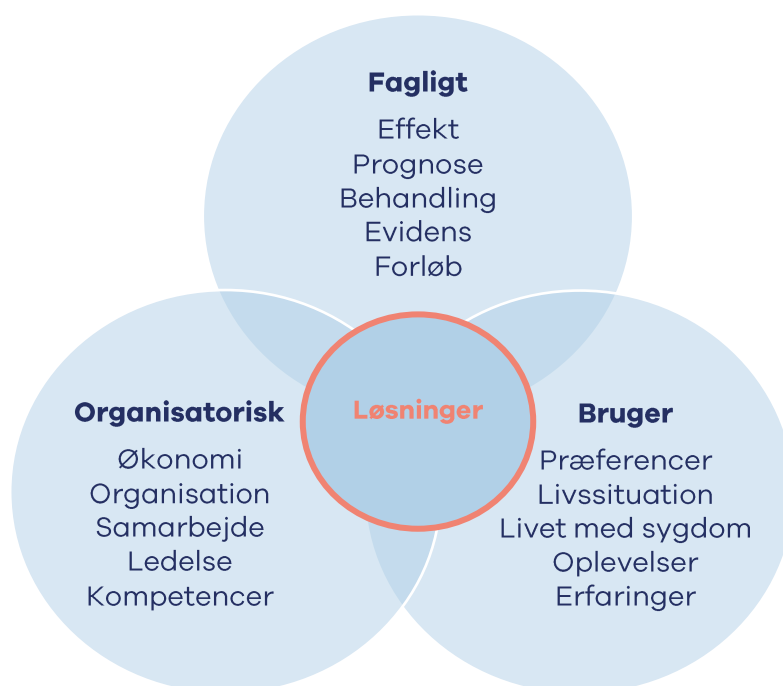 Fagligt
Effekt
Prognose
Behandling
Evidens
Forløb
Organisatorisk
Økonomi
Organisation
Samarbejde
Ledelse
Kompetencer
Løsninger
Bruger
Præferencer
Livssituation
Livet med sygdom
Oplevelser
Erfaringer